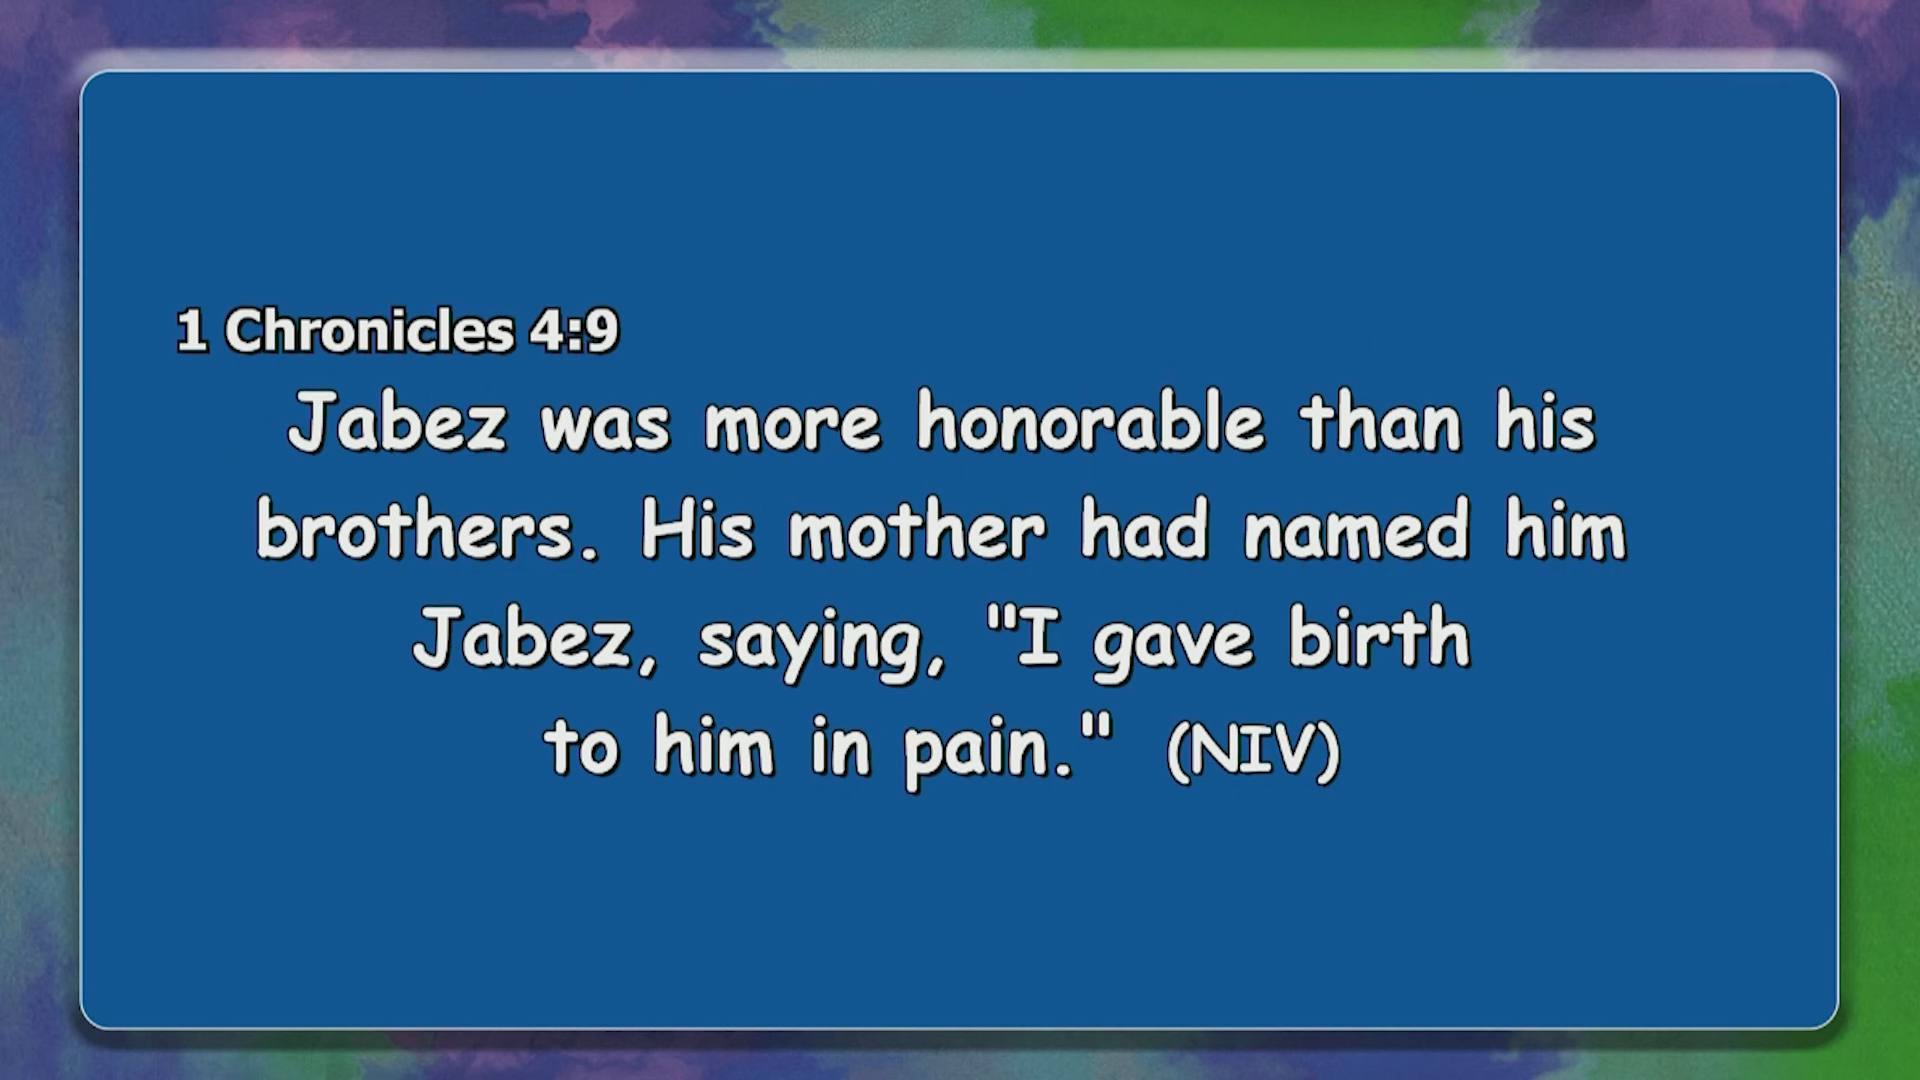 1 Chronicles 4:9
Jabez was more honorable than his
brothers. His mother had named him
Jabez, saying, "I gave birth
to him in pain." (NIV)